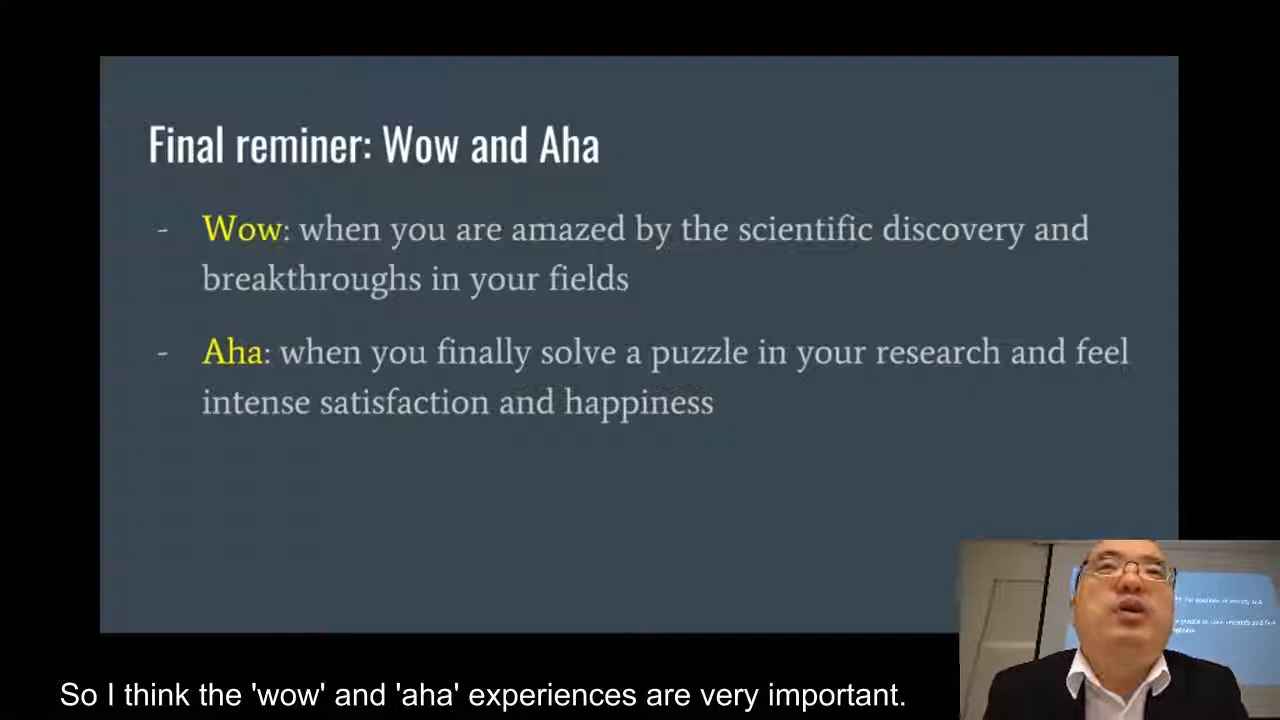 Final reminer: Wow and Aha
- Wow: when you are amazed by the scientific discovery and
breakthroughs in your fields
- Aha: when you finally solve a puzzle in your research and feel
intense satisfaction and happiness
So I think the 'wow' and 'aha' experiences are very important.